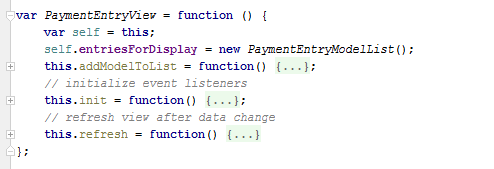 var PaymentEntryView = function () {
var self = this;
self.entriesForDisplay = new PaymentEntryModelList();
this.addModelToList = function() {...};
// initialize event listeners
this.init = function() {...};
// refresh view after data change
this.refresh = function() {...}
};